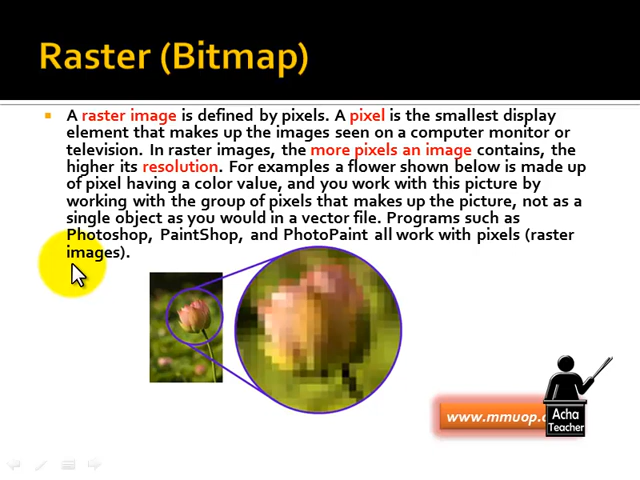 Raster (Bitmap)
A raster image is defined by pixels. A pixel is the smallest display
element that makes up the images seen on a computer monitor or
television. In raster images, the more pixels an image contains, the
higher its resolution. For examples a flower shown below is made up
of pixel having a color value, and you work with this picture by
working with the group of pixels that makes up the picture, not as a
single object as you would in a vector file. Programs such as
Photoshop, PaintShop, and PhotoPaint all work with pixels (raster
images).
www.mmuop.c
Acha
Teacher